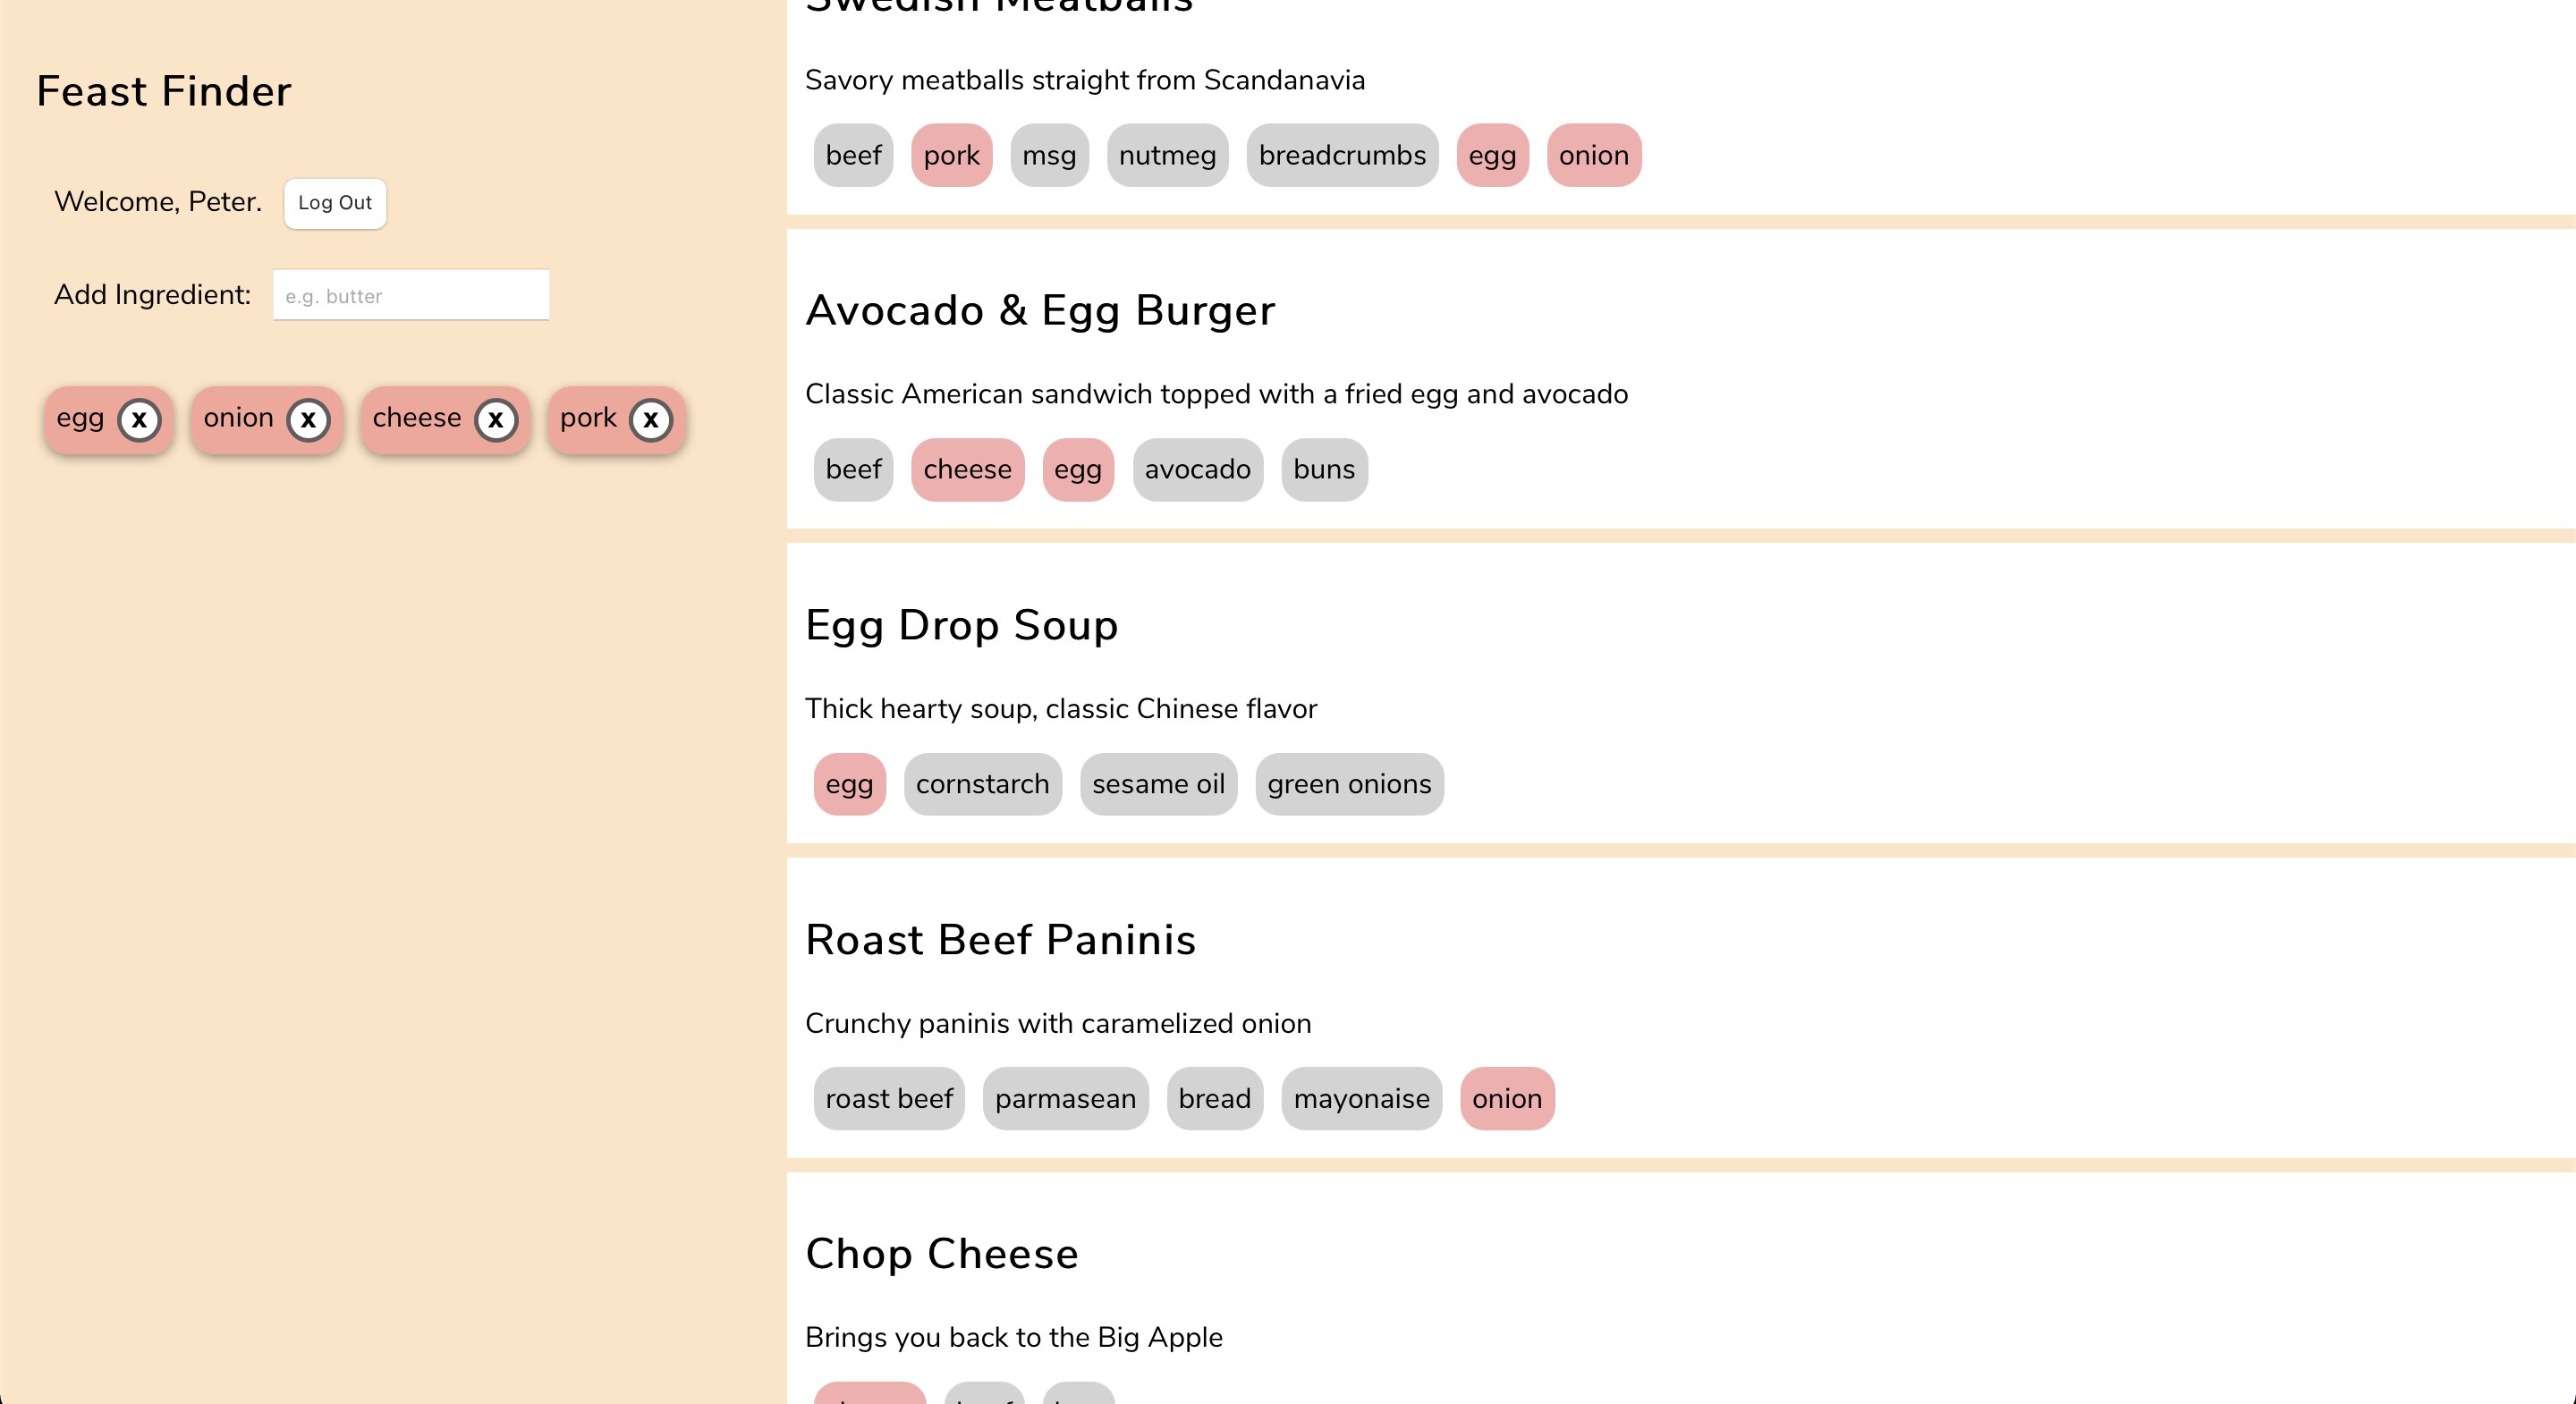 Feast Finder
Welcome, Peter. Log Out
Add Ingredient: e.g. butter
egg x onion x cheese x pork x
Swedish Meatballs
Savory meatballs straight from Scandanavia
beef pork msg nutmeg breadcrumbs egg onion
Avocado & Egg Burger
Classic American sandwich topped with a fried egg and avocado
beef cheese egg avocado buns
Egg Drop Soup
Thick hearty soup, classic Chinese flavor
egg cornstarch sesame oil green onions
Roast Beef Paninis
Crunchy paninis with caramelized onion
roast beef parmasean bread mayonaise onion
Chop Cheese
Brings you back to the Big Apple